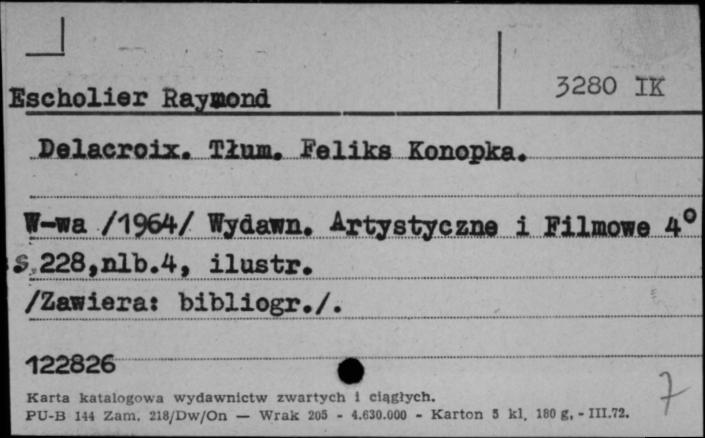 3280 IK
Escholier Raymond
Delacroix. Tłum. Feliks Konopka.
W-wa /1964/ Wydawn. Artystyczne i Filmowe 4°
s.228,nlb.4, ilustr.
/Zawiera: bibliogr./.
122826
Karta katalogowa wydawnictw zwartych i ciągłych.
PU-B 144 Zam. 218/Dw/On — Wrak 205 - 4.630.000 - Karton 5 kl. 180 g. - III.72.
7